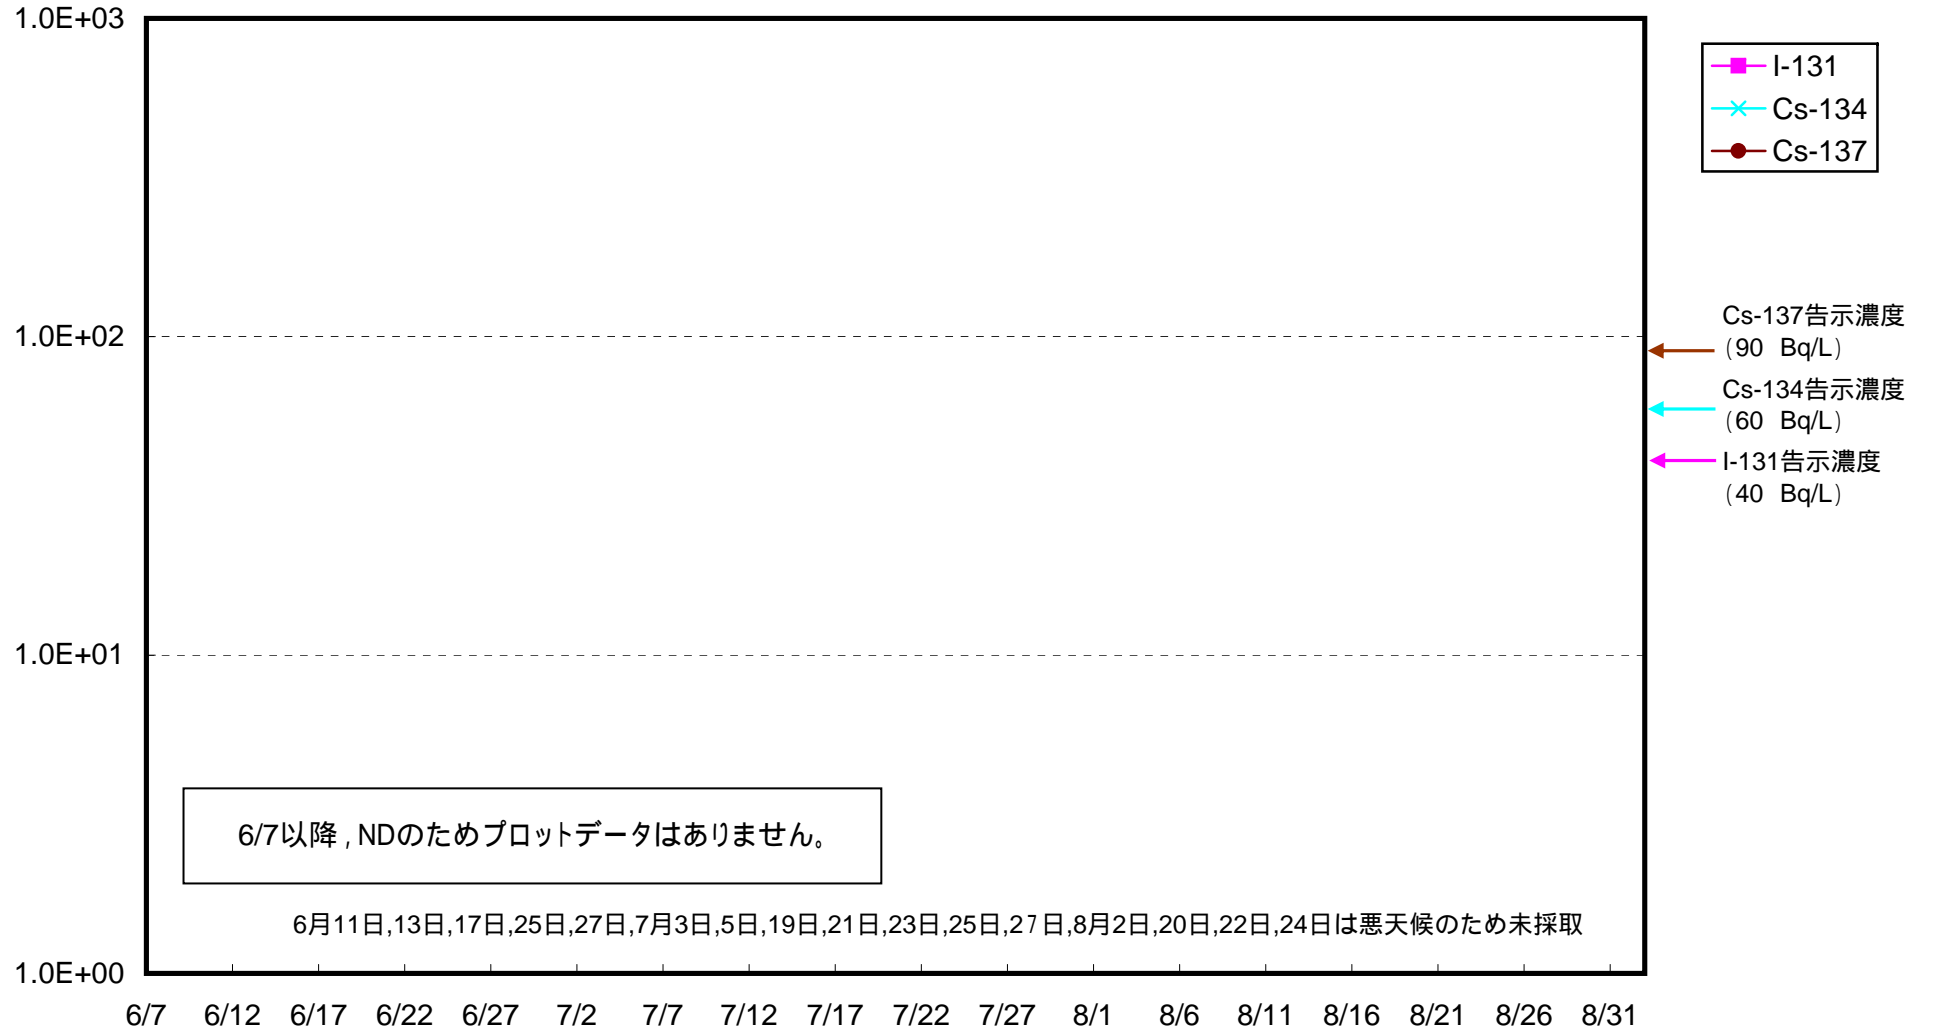 1.0E+03
I-131
Cs-134
Cs-137
1.0E+02
Cs-137告示濃度
(90 Bq/L)
Cs-134告示濃度
(60 Bq/L)
I-131告示濃度
(40 Bq/L)
1.0E+01
6/7以降,NDのためプロットデータはありません。
6月11日,13日,17日,25日,27日,7月3日,5日,19日,21日,23日,25日,27日,8月2日,20日,22日,24日は悪天候のため未採取
1.0E+00
6/7 6/12 6/17 6/22 6/27 7/2 7/7 7/12 7/17 7/22 7/27 8/1 8/6 8/11 8/16 8/21 8/26 8/31